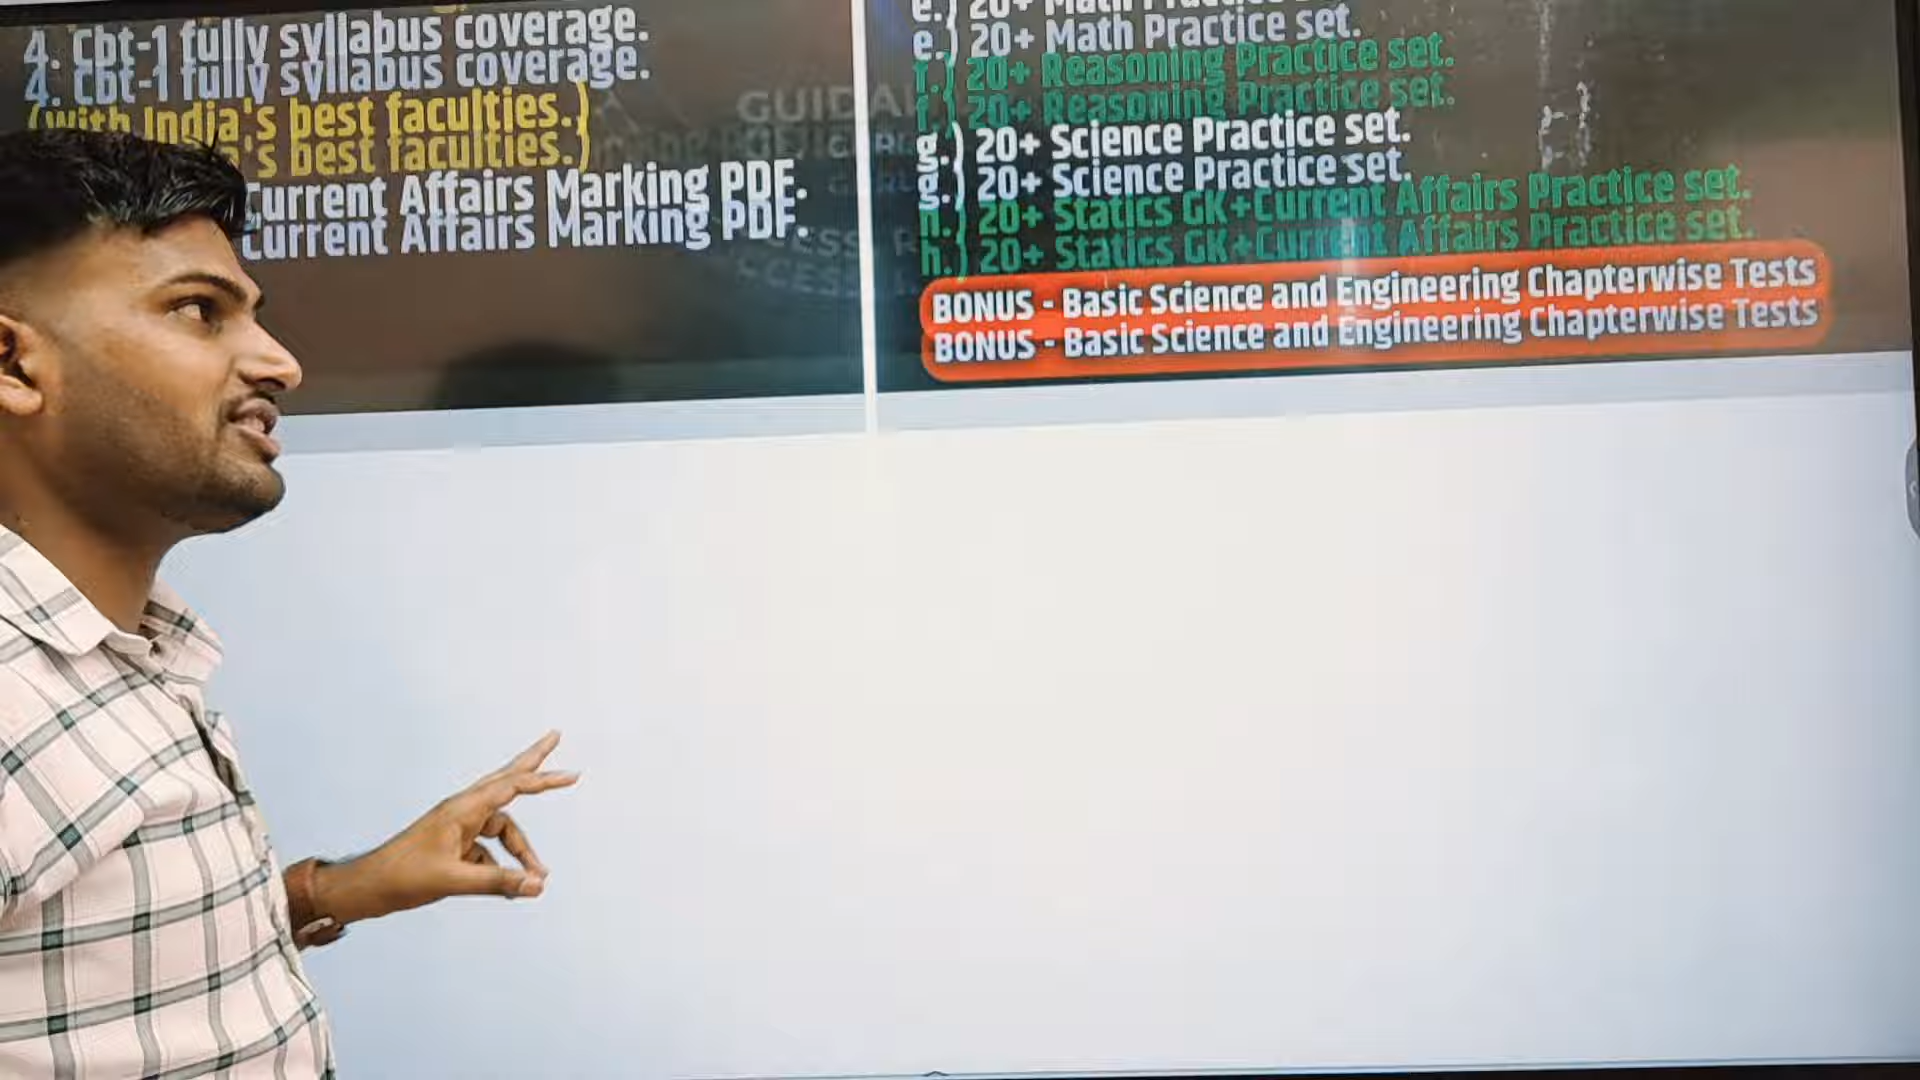 4. Cbt-1 fully syllabus coverage.
4. Cbt-1 fully syllabus coverage.
(with India's best faculties.)
's best faculties.)
Current Affairs Marking PDF.
Current Affairs Marking PDF.
GUIDA
e.) 20+ Math
e.) 20+ Math Practice set.
f.) 20+ Reasoning Practice set.
f.) 20+ Reasoning Practice set.
g.) 20+ Science Practice set.
g.) 20+ Science Practice set.
h.) 20+ Statics GK+Current Affairs Practice set.
h.) 20+ Statics GK+Current Affairs Practice set.
BONUS - Basic Science and Engineering Chapterwise Tests
BONUS - Basic Science and Engineering Chapterwise Tests